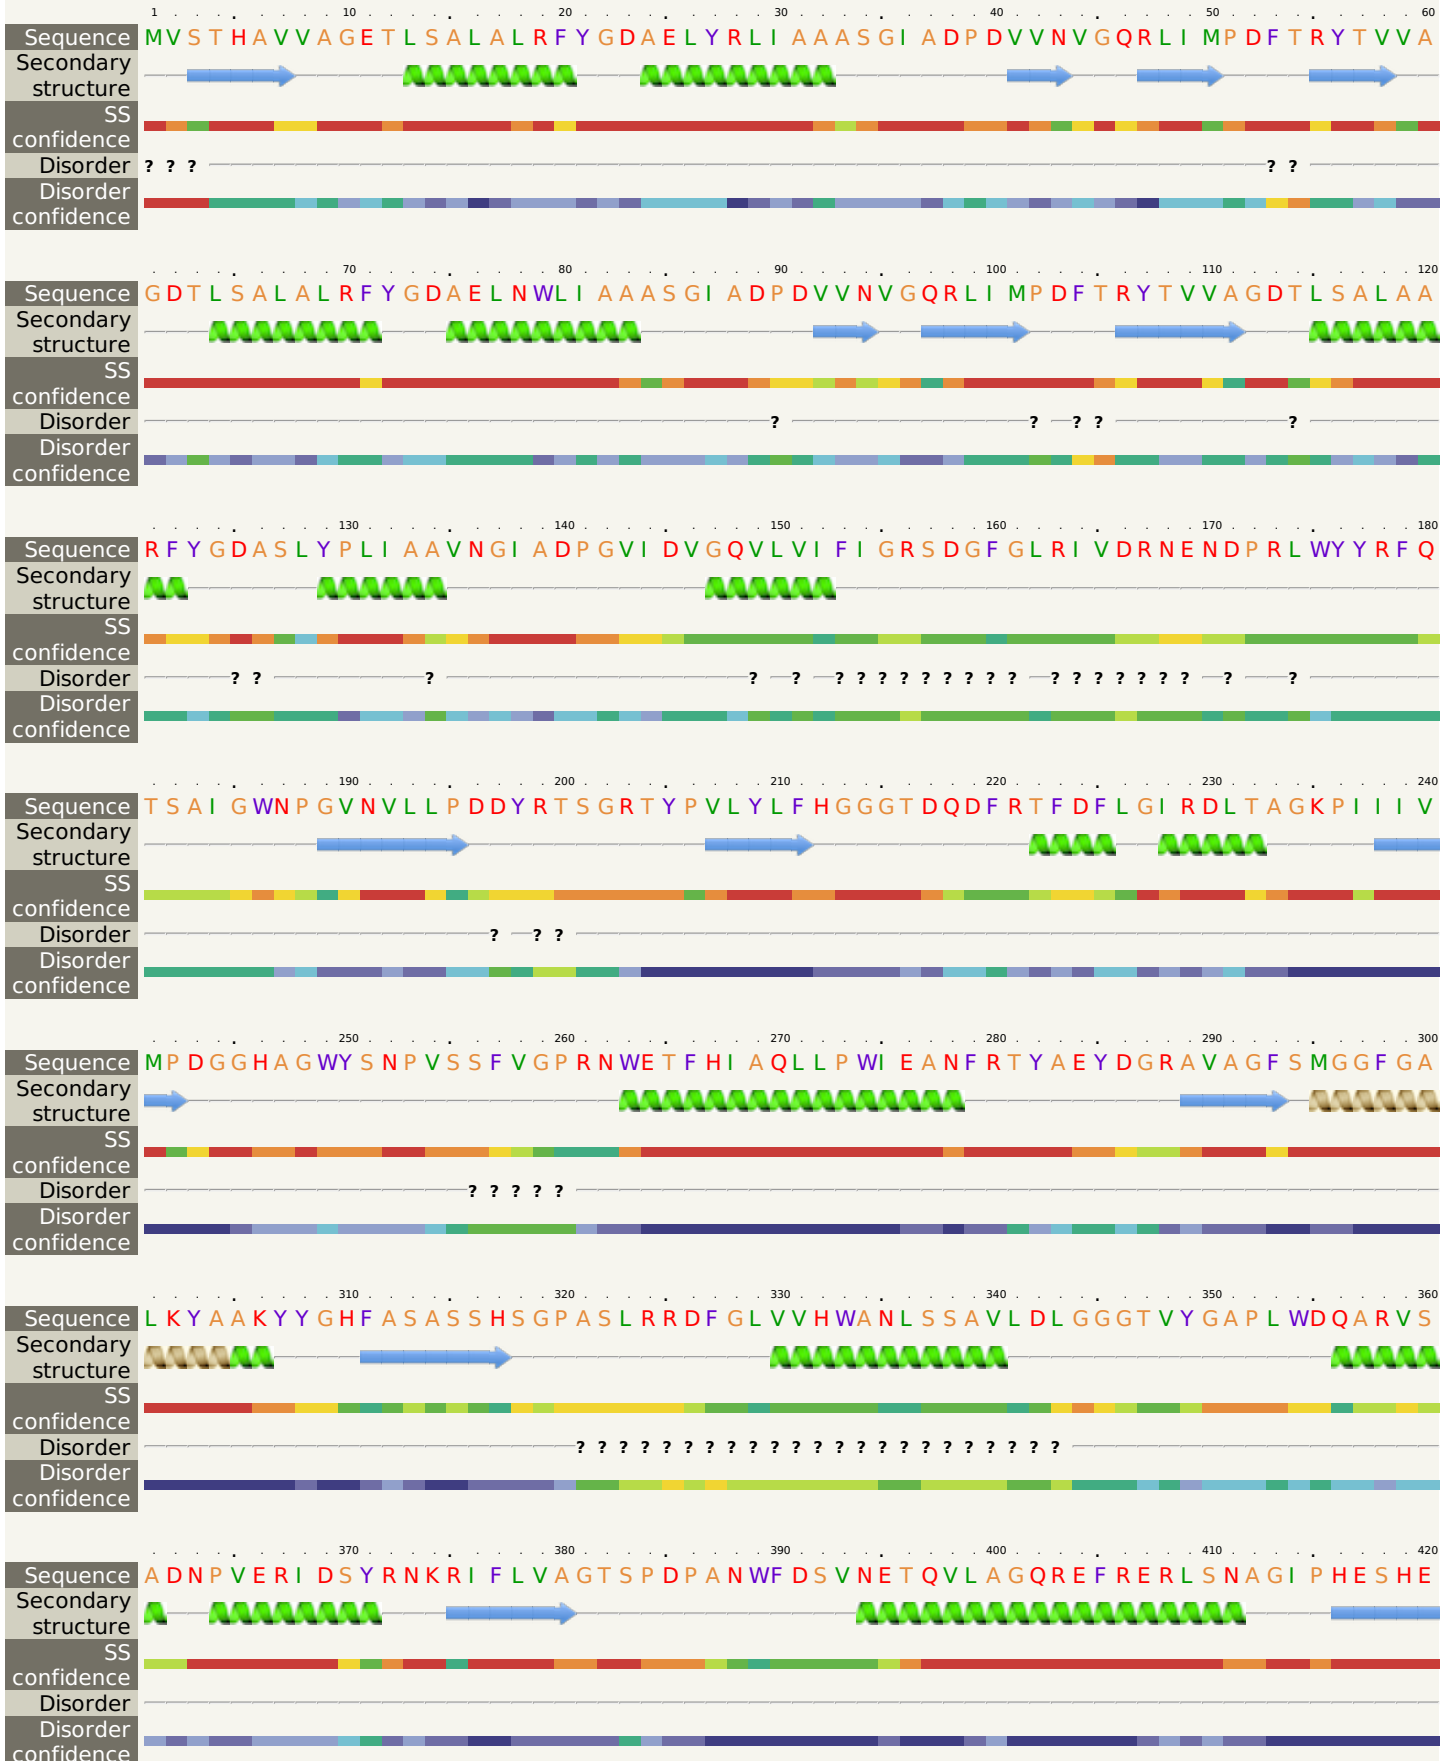 1 10 20 30 40 50 60
Sequence MVSTHAVVAGETLSALALRFYGDAELYRLIAAASGIADPDVVNVGQRLIMPDFTRYTVVA
Secondary
structure
SS
confidence
Disorder ? ? ? ? ?
Disorder
confidence
70 80 90 100 110 120
Sequence GDTLSALALRFYGDAELNWLIAAASGIADPDVVNVGQRLIMPDFTRYTVVAGDTLSALAA
Secondary
structure
SS
confidence
Disorder ? ? ? ? ?
Disorder
confidence
130 140 150 160 170 180
Sequence RFYGDASLYPLIAAVNGIADPGVIDVGQVLVIFIGRSDGFGLRIVDRNENDPRLWYYRFQ
Secondary
structure
SS
confidence
Disorder ? ? ? ? ? ? ? ? ? ? ? ? ? ? ? ? ? ? ? ? ? ? ?
Disorder
confidence
190 200 210 220 230 240
Sequence TSAIGWNPGVNVLLPDDYRTSGRTYPVLYLFHGGGTDQDFRTFDFLGIRDLTAGKPIIIV
Secondary
structure
SS
confidence
Disorder ? ? ?
Disorder
confidence
250 260 270 280 290 300
Sequence MPDGGHAGWYSNPVSSFVGPRNWETFHIAQLLPWIEANFRTYAEYDGRAVAGFSMGGFGA
Secondary
structure
SS
confidence
Disorder ? ? ? ? ?
Disorder
confidence
310 320 330 340 350 360
Sequence LKYAAKYYGHFASASSHSGPASLRRDFGLVVHWANLSSAVLDLGGGTVYGAPLWDQARVS
Secondary
structure
SS
confidence
Disorder ? ? ? ? ? ? ? ? ? ? ? ? ? ? ? ? ? ? ? ? ? ? ?
Disorder
confidence
370 380 390 400 410 420
Sequence ADNPVERIDSYRNKRIFLVAGTSPDPANWFDSVNETQVLAGQREFRERLSNAGIPHESHE
Secondary
structure
SS
confidence
Disorder
Disorder
confidence